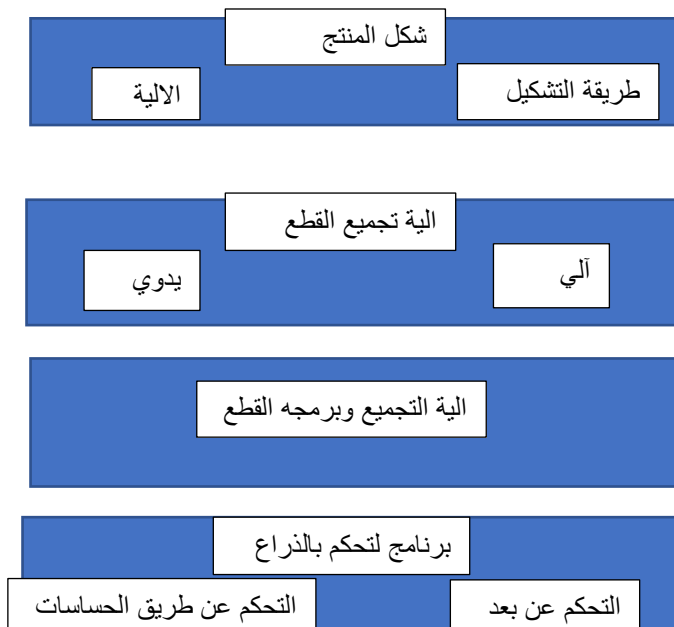 شكل المنتج
طريقة التشكيل
الالية
الية تجميع القطع
آلي
يدوي
الية التجميع وبرمجه القطع
برنامج لتحكم بالذراع
التحكم عن بعد
التحكم عن طريق الحساسات